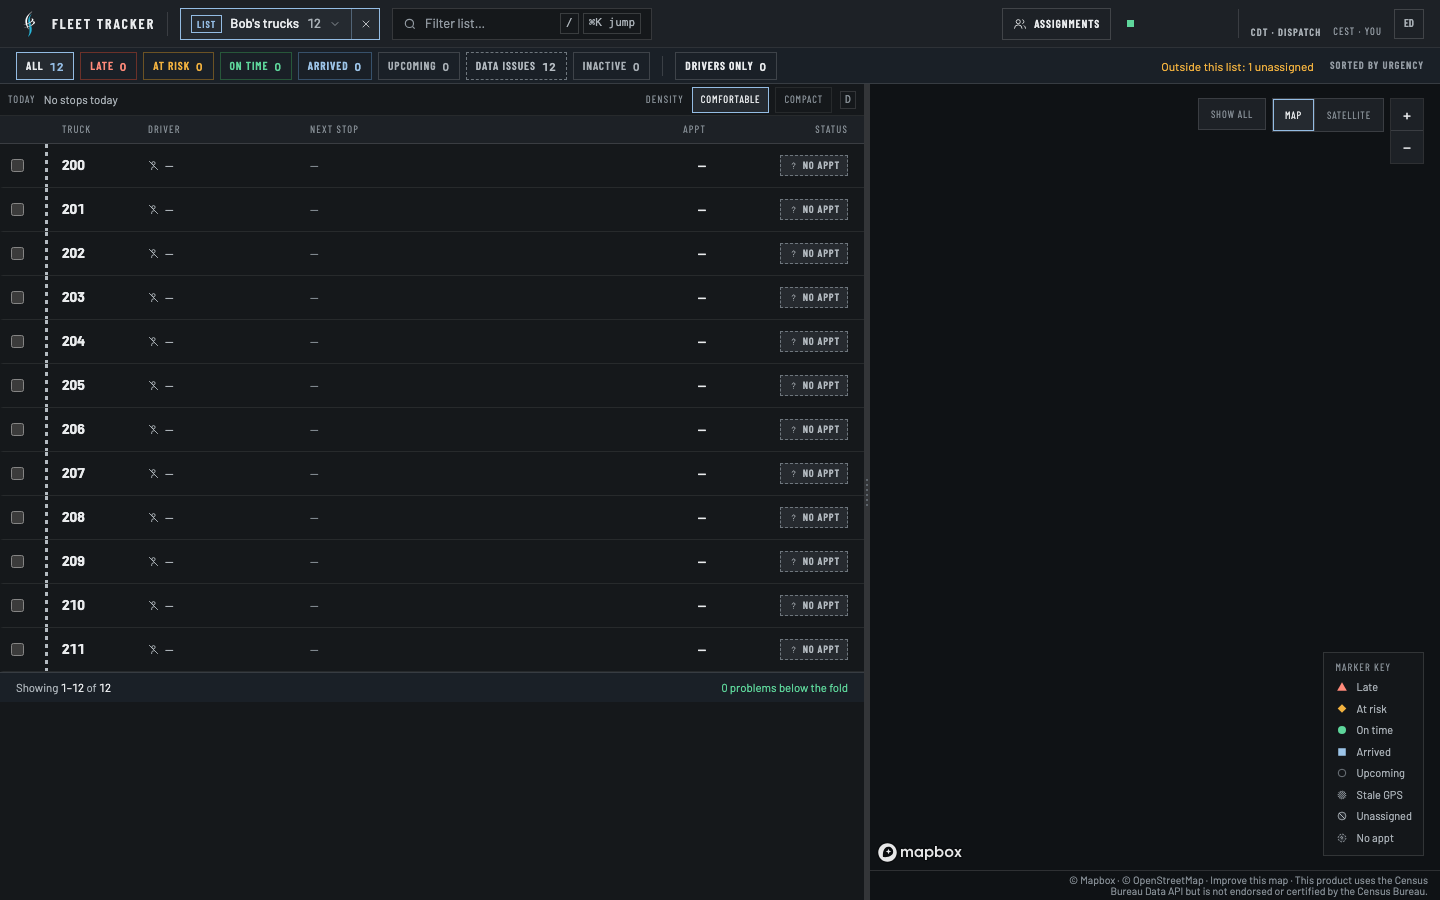 FLEET TRACKER
LIST Bob's trucks 12
Filter list... / ⌘K jump
ASSIGNMENTS
CDT · DISPATCH CEST · YOU ED
ALL 12 LATE 0 AT RISK 0 ON TIME 0 ARRIVED 0 UPCOMING 0 DATA ISSUES 12 INACTIVE 0 DRIVERS ONLY 0
Outside this list: 1 unassigned SORTED BY URGENCY
TODAY No stops today DENSITY COMFORTABLE COMPACT D
TRUCK DRIVER NEXT STOP APPT STATUS
200 – – – ? NO APPT
201 – – – ? NO APPT
202 – – – ? NO APPT
203 – – – ? NO APPT
204 – – – ? NO APPT
205 – – – ? NO APPT
206 – – – ? NO APPT
207 – – – ? NO APPT
208 – – – ? NO APPT
209 – – – ? NO APPT
210 – – – ? NO APPT
211 – – – ? NO APPT
Showing 1–12 of 12 0 problems below the fold
SHOW ALL MAP SATELLITE +
−
MARKER KEY
Late
At risk
On time
Arrived
Upcoming
Stale GPS
Unassigned
No appt
mapbox
© Mapbox · © OpenStreetMap · Improve this map · This product uses the Census
Bureau Data API but is not endorsed or certified by the Census Bureau.